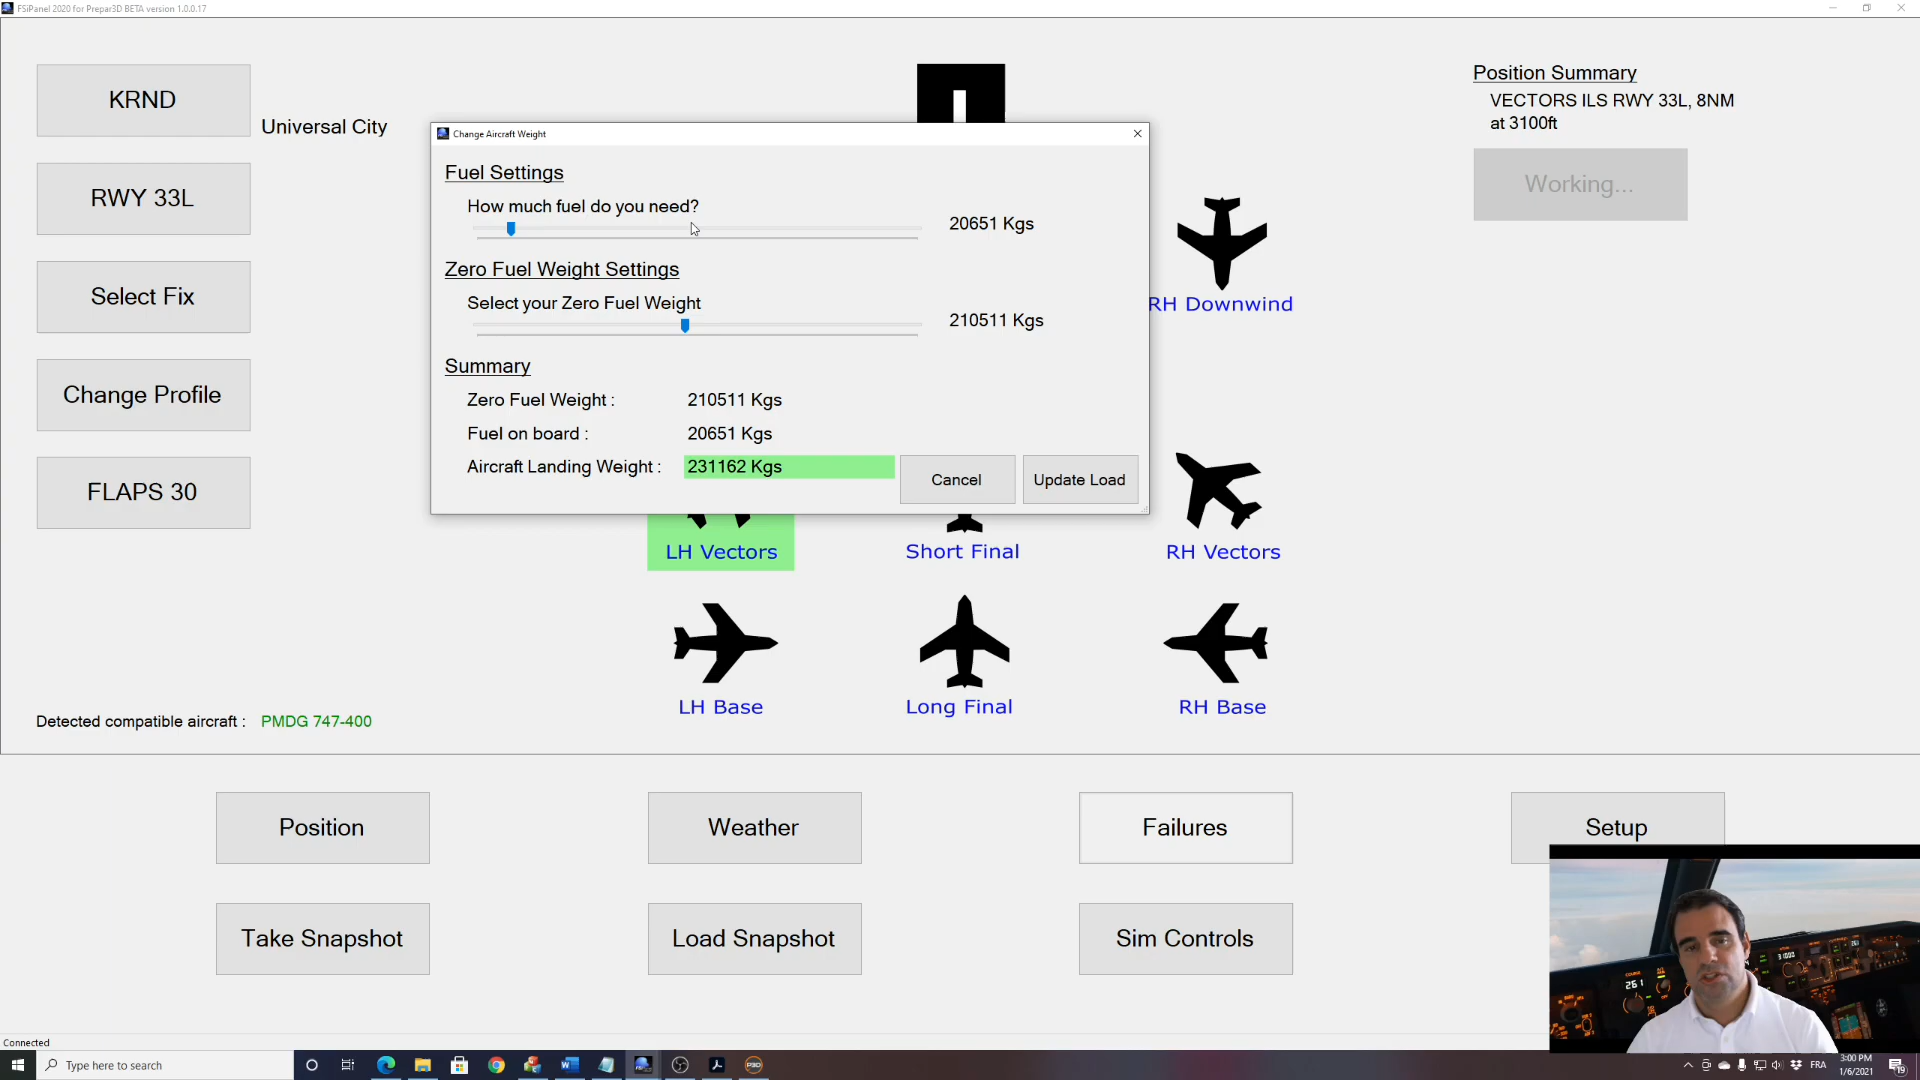 FSiPanel 2020 for Prepar3D BETA version 1.0.0.17
KRND
Universal City
RWY 33L
Select Fix
Change Profile
FLAPS 30
Position Summary
VECTORS ILS RWY 33L, 8NM
at 3100ft
Working...
Change Aircraft Weight
Fuel Settings
How much fuel do you need?
20651 Kgs
Zero Fuel Weight Settings
Select your Zero Fuel Weight
210511 Kgs
Summary
Zero Fuel Weight : 210511 Kgs
Fuel on board : 20651 Kgs
Aircraft Landing Weight : 231162 Kgs
Cancel
Update Load
RH Downwind
LH Vectors
Short Final
RH Vectors
LH Base
Long Final
RH Base
Detected compatible aircraft : PMDG 747-400
Position
Weather
Failures
Setup
Take Snapshot
Load Snapshot
Sim Controls
261
31000
261
Connected
Type here to search
P3D
FRA
3:00 PM
1/6/2021
19